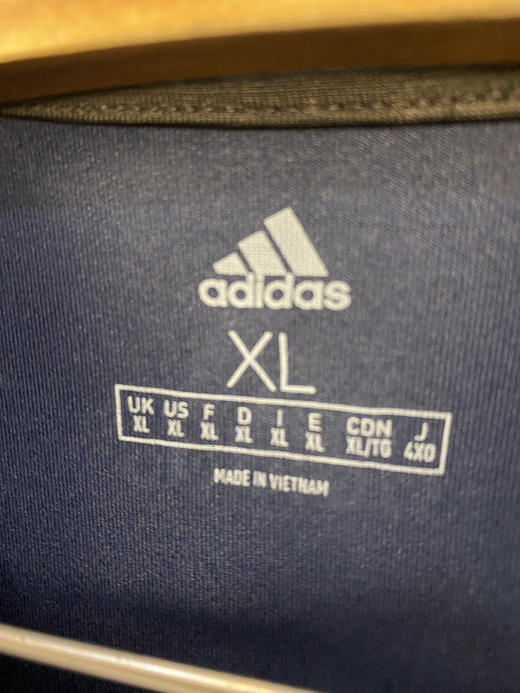 adidas
XL
UK US F D I E CDN J
XL XL XL XL XL XL XL/TG 4XO
MADE IN VIETNAM